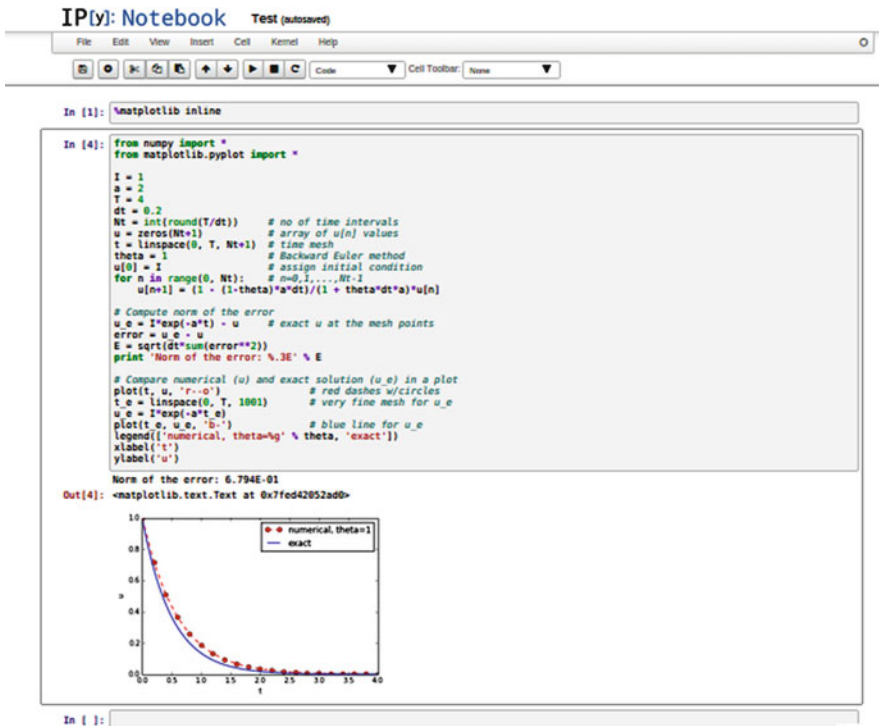 IP[y]: Notebook Test (autosaved)
File Edit View Insert Cell Kernel Help
Code Cell Toolbar: None
In [1]: %matplotlib inline
In [4]: from numpy import *
from matplotlib.pyplot import *
I = 1
a = 2
T = 4
dt = 0.2
Nt = int(round(T/dt)) # no of time intervals
u = zeros(Nt+1) # array of u[n] values
t = linspace(0, T, Nt+1) # time mesh
theta = 1 # Backward Euler method
u[0] = I # assign initial condition
for n in range(0, Nt): # n=0,1,...,Nt-1
u[n+1] = (1 - (1-theta)*a*dt)/(1 + theta*dt*a)*u[n]
# Compute norm of the error
u_e = I*exp(-a*t) - u # exact u at the mesh points
error = u_e - u
E = sqrt(dt*sum(error**2))
print 'Norm of the error: %.3E' % E
# Compare numerical (u) and exact solution (u_e) in a plot
plot(t, u, 'r--o') # red dashes w/circles
t_e = linspace(0, T, 1001) # very fine mesh for u_e
u_e = I*exp(-a*t_e)
plot(t_e, u_e, 'b-') # blue line for u_e
legend(['numerical, theta=%g' % theta, 'exact'])
xlabel('t')
ylabel('u')
Norm of the error: 6.794E-01
Out[4]: <matplotlib.text.Text at 0x7fed42052ad0>
1.0
numerical, theta=1
exact
0.8
0.6
u
0.4
0.2
0.0
0.0 0.5 1.0 1.5 2.0 2.5 3.0 3.5 4.0
t
In [ ]: